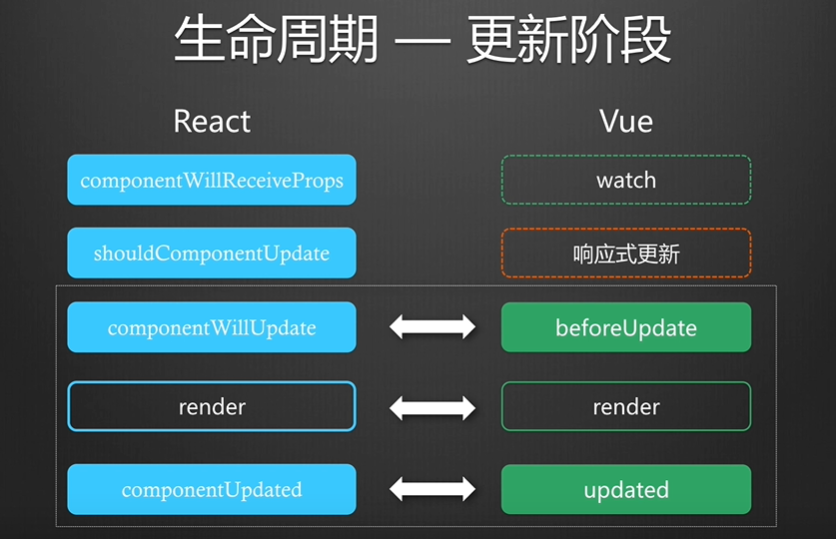 生命周期 — 更新阶段
React
Vue
componentWillReceiveProps
watch
shouldComponentUpdate
响应式更新
componentWillUpdate
beforeUpdate
render
render
componentUpdated
updated